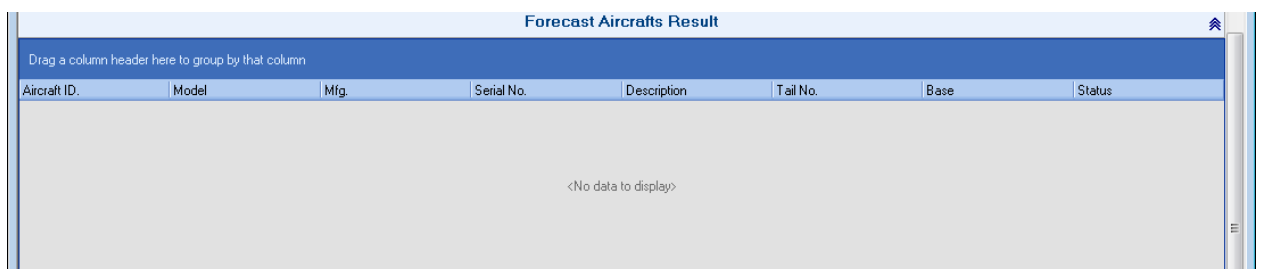 Forecast Aircrafts Result
Drag a column header here to group by that column
Aircraft ID. Model Mfg. Serial No. Description Tail No. Base Status
<No data to display>